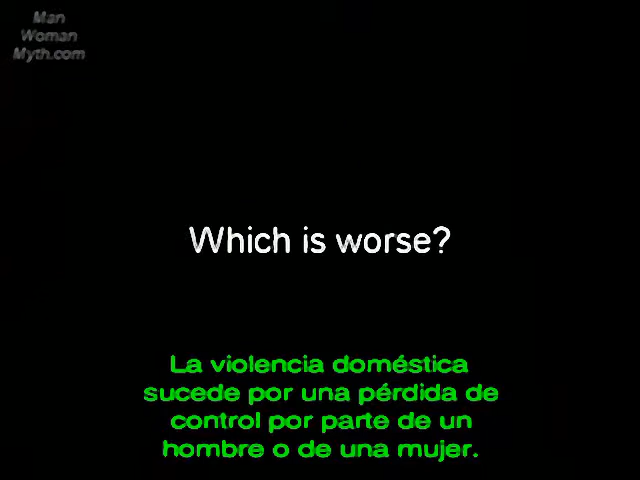 Man
Woman
Myth.com
Which is worse?
La violencia doméstica
sucede por una pérdida de
control por parte de un
hombre o de una mujer.